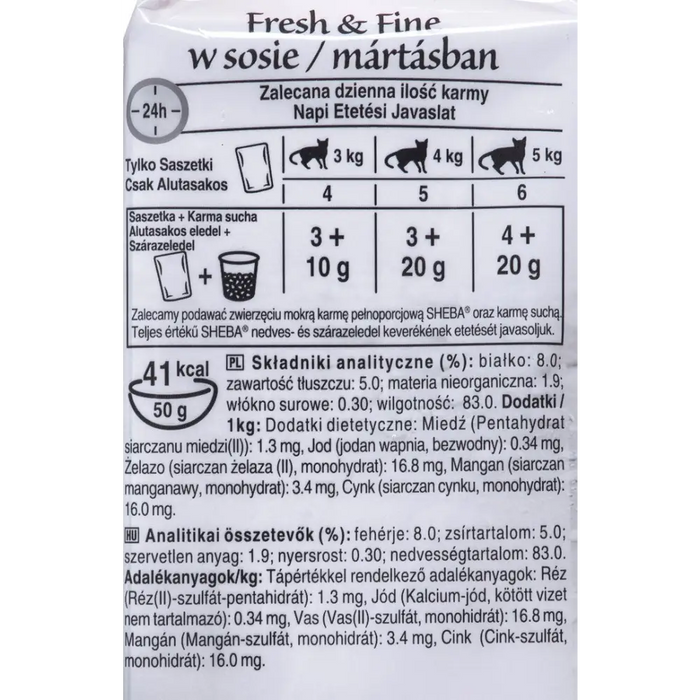 Fresh & Fine
w sosie / mártásban
24h
Zalecana dzienna ilość karmy
Napi Etetési Javaslat
Tylko Saszetki
Csak Alutasakos
3 kg
4 kg
5 kg
4
5
6
Saszetka + Karma sucha
Alutasakos eledel +
Szárazeledel
+
3 +
10 g
3 +
20 g
4 +
20 g
Zalecamy podawać zwierzęciu mokrą karmę pełnoporcjową SHEBA® oraz karmę suchą.
Teljes értékű SHEBA® nedves- és szárazeledel keverékének etetését javasoljuk.
41 kcal
50 g
PL Składniki analityczne (%): białko: 8.0;
zawartość tłuszczu: 5.0; materia nieorganiczna: 1.9;
włókno surowe: 0.30; wilgotność: 83.0. Dodatki /
1kg: Dodatki dietetyczne: Miedź (Pentahydrat
siarczanu miedzi(II)): 1.3 mg, Jod (jodan wapnia, bezwodny): 0.34 mg,
Żelazo (siarczan żelaza (II), monohydrat): 16.8 mg, Mangan (siarczan
manganawy, monohydrat): 3.4 mg, Cynk (siarczan cynku, monohydrat):
16.0 mg.
HU Analitikai összetevők (%): fehérje: 8.0; zsírtartalom: 5.0;
szervetlen anyag: 1.9; nyersrost: 0.30; nedvességtartalom: 83.0.
Adalékanyagok/kg: Tápértékkel rendelkező adalékanyagok: Réz
(Réz(II)-szulfát-pentahidrát): 1.3 mg, Jód (Kalcium-jód, kötött vizet
nem tartalmazó): 0.34 mg, Vas (Vas(II)-szulfát, monohidrát): 16.8 mg,
Mangán (Mangán-szulfát, monohidrát): 3.4 mg, Cink (Cink-szulfát,
monohidrát): 16.0 mg.